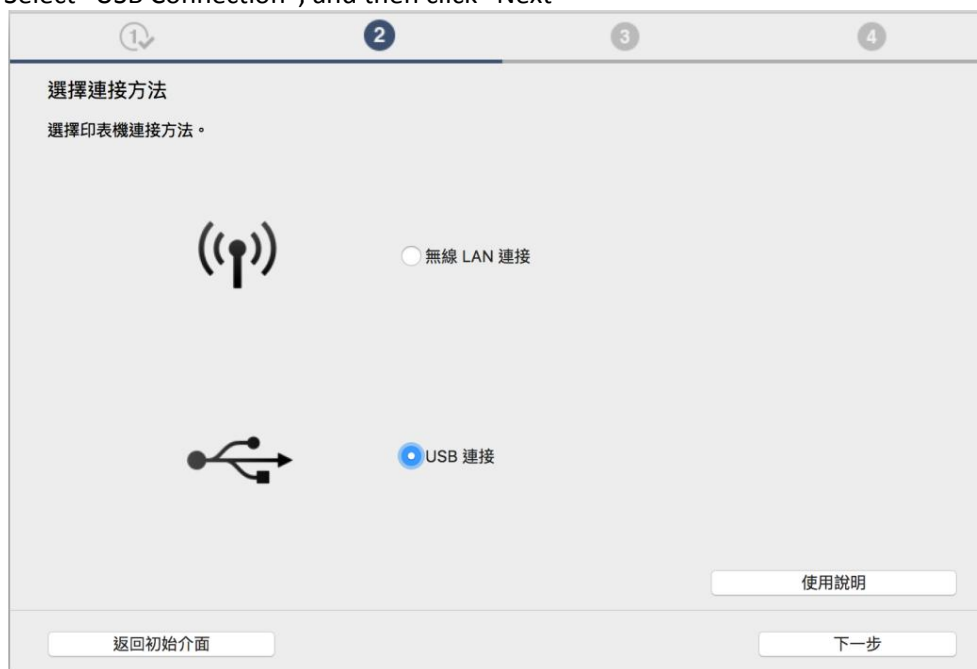 Select “USB Connection”, and then click “Next”
1 2 3 4
選擇連接方法
選擇印表機連接方法。
無線 LAN 連接
USB 連接
使用說明
返回初始介面
下一步